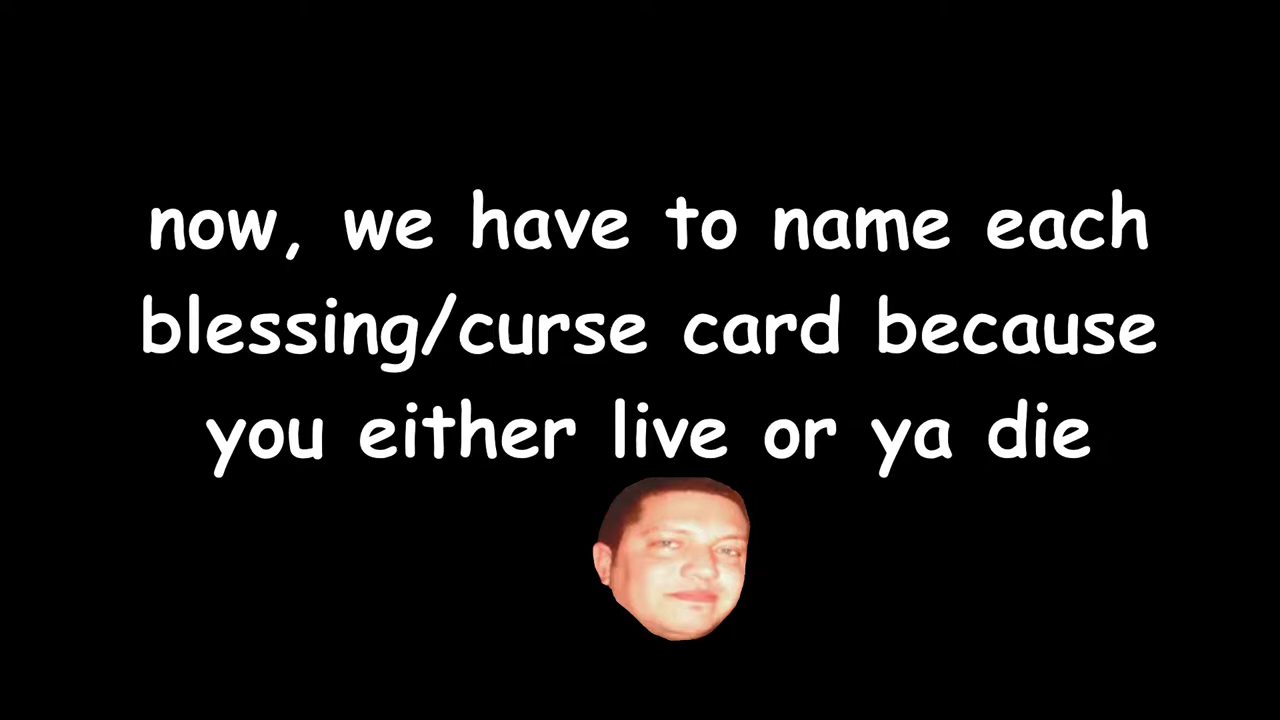 now, we have to name each
blessing/curse card because
you either live or ya die